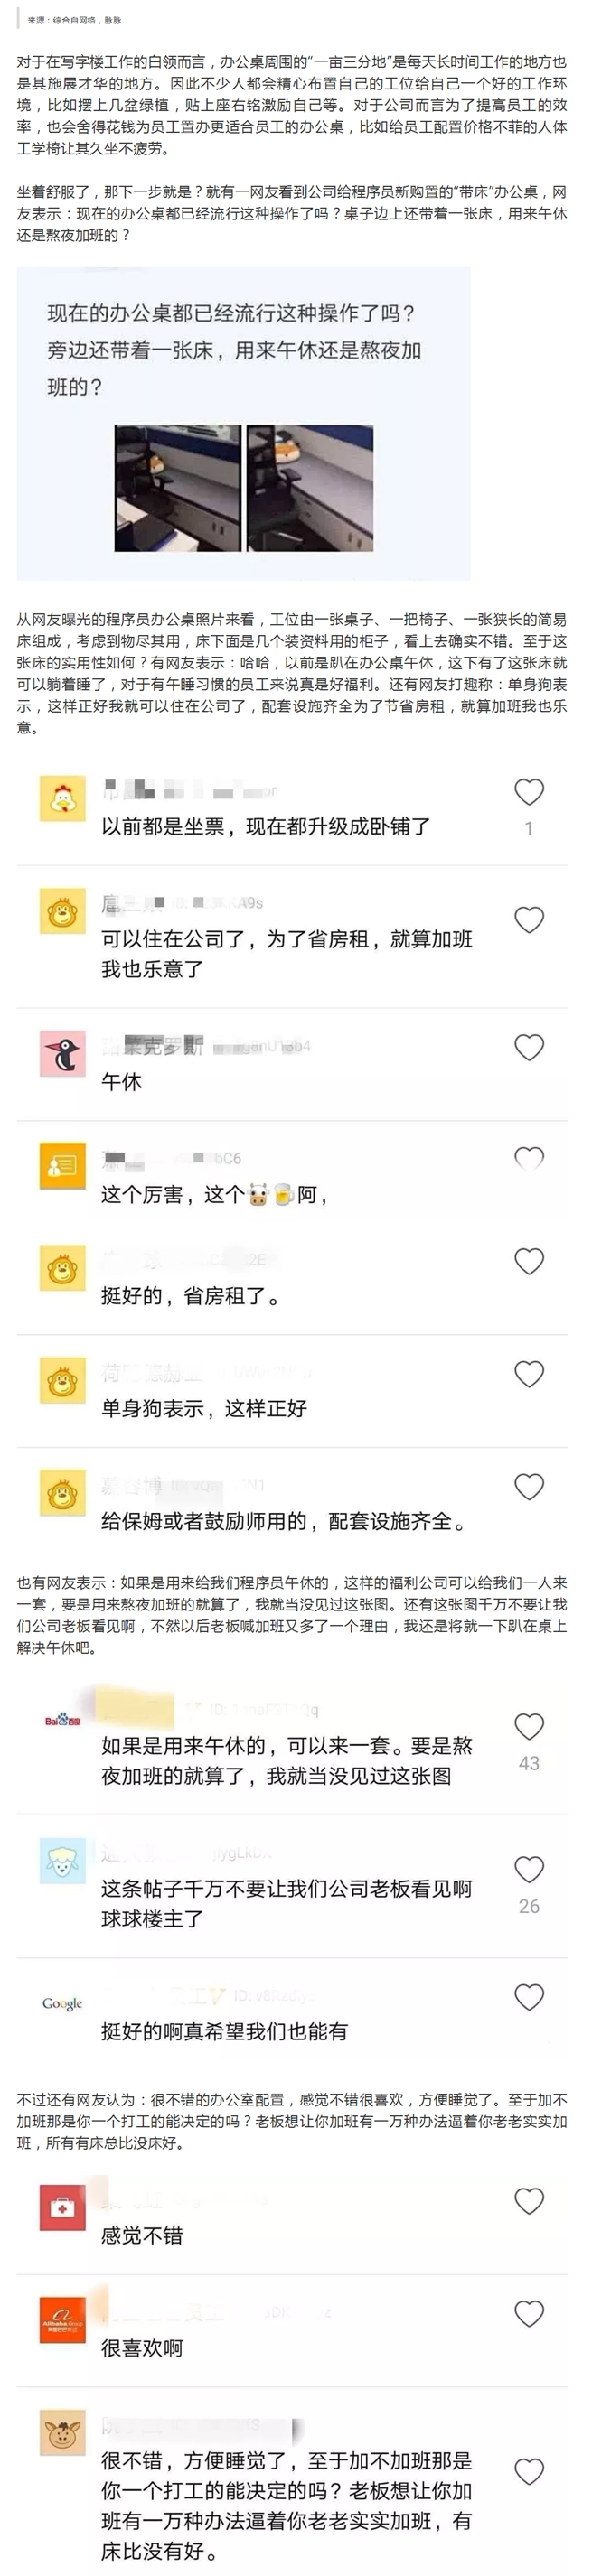 来源：综合自网络，脉脉
对于在写字楼工作的白领而言，办公桌周围的“一亩三分地”是每天长时间工作的地方也
是其施展才华的地方。因此不少人都会精心布置自己的工位给自己一个好的工作环
境，比如摆上几盆绿植，贴上座右铭激励自己等。对于公司而言为了提高员工的效
率，也会舍得花钱为员工置办更适合员工的办公桌，比如给员工配置价格不菲的人体
工学椅让其久坐不疲劳。
坐着舒服了，那下一步就是？就有一网友看到公司给程序员新购置的“带床”办公桌，网
友表示：现在的办公桌都已经流行这种操作了吗？桌子边上还带着一张床，用来午休
还是熬夜加班的？
现在的办公桌都已经流行这种操作了吗？
旁边还带着一张床，用来午休还是熬夜加
班的？
从网友曝光的程序员办公桌照片来看，工位由一张桌子、一把椅子、一张狭长的简易
床组成，考虑到物尽其用，床下面是几个装资料用的柜子，看上去确实不错。至于这
张床的实用性如何？有网友表示：哈哈，以前是趴在办公桌午休，这下有了这张床就
可以躺着睡了，对于有午睡习惯的员工来说真是好福利。还有网友打趣称：单身狗表
示，这样正好我就可以住在公司了，配套设施齐全为了节省房租，就算加班我也乐
意。
以前都是坐票，现在都升级成卧铺了
1
A9s
可以住在公司了，为了省房租，就算加班
我也乐意了
菜克罗斯 8nU13b4
午休
bC6
这个厉害，这个🐮🍺阿，
挺好的，省房租了。
单身狗表示，这样正好
给保姆或者鼓励师用的，配套设施齐全。
也有网友表示：如果是用来给我们程序员午休的，这样的福利公司可以给我们一人来
一套，要是用来熬夜加班的就算了，我就当没见过这张图。还有这张图千万不要让我
们公司老板看见啊，不然以后老板喊加班又多了一个理由，我还是将就一下趴在桌上
解决午休吧。
Bai百度
如果是用来午休的，可以来一套。要是熬
夜加班的就算了，我就当没见过这张图
43
这条帖子千万不要让我们公司老板看见啊
球球楼主了
26
Google
挺好的啊真希望我们也能有
不过还有网友认为：很不错的办公室配置，感觉不错很喜欢，方便睡觉了。至于加不
加班那是你一个打工的能决定的吗？老板想让你加班有一万种办法逼着你老老实实加
班，所有有床总比没床好。
感觉不错
很喜欢啊
很不错，方便睡觉了，至于加不加班那是
你一个打工的能决定的吗？老板想让你加
班有一万种办法逼着你老老实实加班，有
床比没有好。